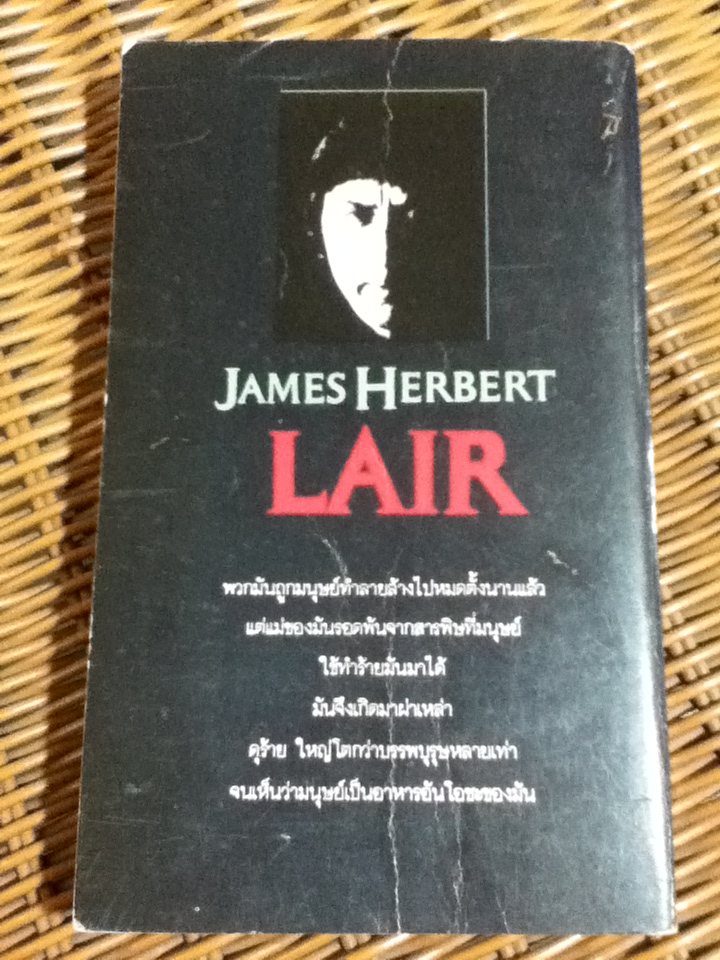 JAMES HERBERT
LAIR
พวกมันถูกมนุษย์ทำลายล้างไปหมดตั้งนานแล้ว
แต่แม่ของมันรอดพ้นจากสารพิษที่มนุษย์
ใช้ทำร้ายมันมาได้
มันจึงเกิดมาผ่าเหล่า
ดุร้าย ใหญ่โตกว่าบรรพบุรุษหลายเท่า
จนเห็นว่ามนุษย์เป็นอาหารอันโอชะของมัน